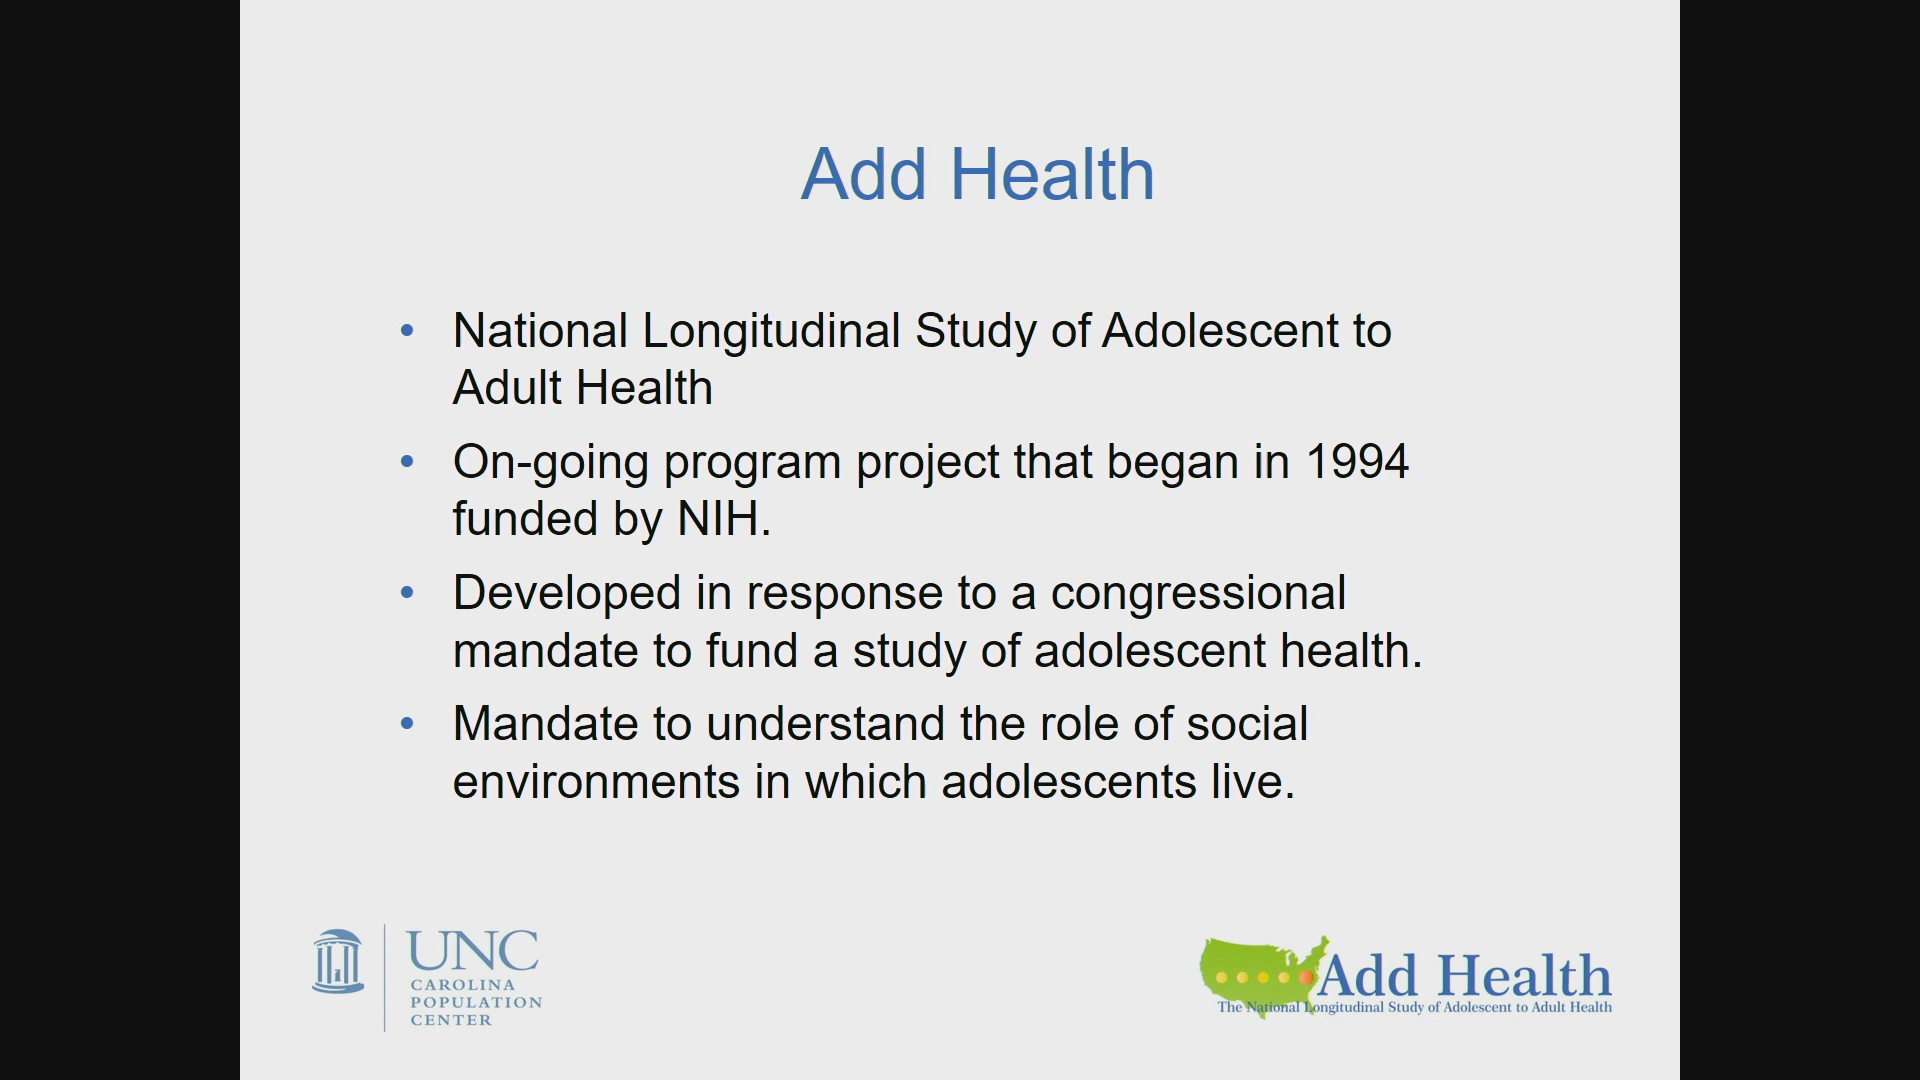 Add Health
• National Longitudinal Study of Adolescent to
Adult Health
• On-going program project that began in 1994
funded by NIH.
• Developed in response to a congressional
mandate to fund a study of adolescent health.
• Mandate to understand the role of social
environments in which adolescents live.
UNC
CAROLINA
POPULATION
CENTER
Add Health
The National Longitudinal Study of Adolescent to Adult Health